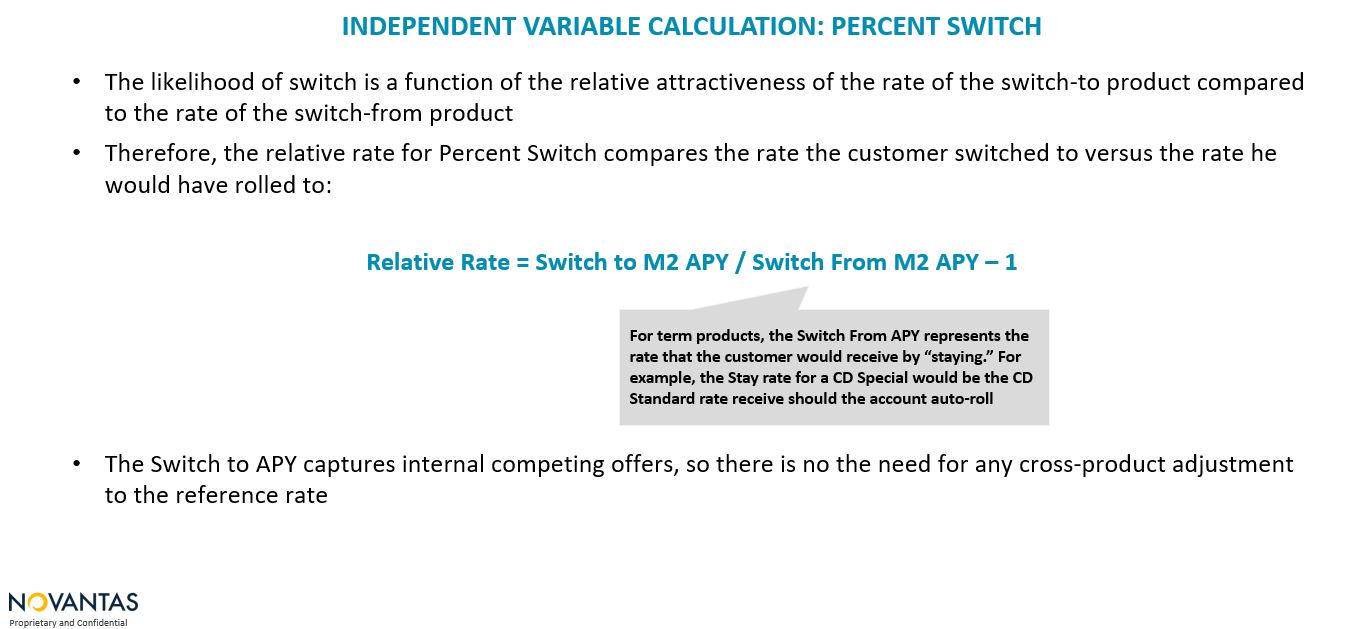 INDEPENDENT VARIABLE CALCULATION: PERCENT SWITCH
• The likelihood of switch is a function of the relative attractiveness of the rate of the switch-to product compared
to the rate of the switch-from product
• Therefore, the relative rate for Percent Switch compares the rate the customer switched to versus the rate he
would have rolled to:
Relative Rate = Switch to M2 APY / Switch From M2 APY – 1
For term products, the Switch From APY represents the
rate that the customer would receive by “staying.” For
example, the Stay rate for a CD Special would be the CD
Standard rate receive should the account auto-roll
• The Switch to APY captures internal competing offers, so there is no the need for any cross-product adjustment
to the reference rate
NOVANTAS
Proprietary and Confidential